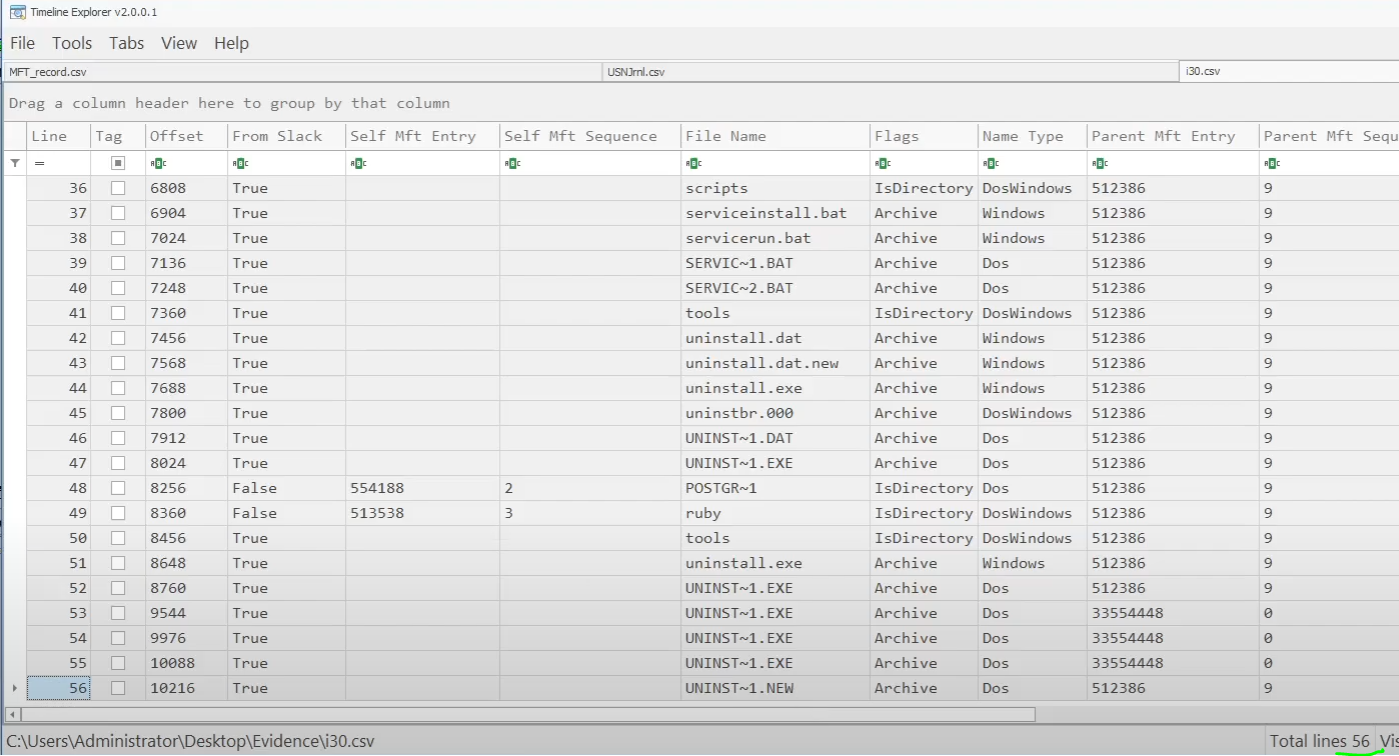 Timeline Explorer v2.0.0.1
File Tools Tabs View Help
MFT_record.csv USNJrnl.csv i30.csv
Drag a column header here to group by that column
Line Tag Offset From Slack Self Mft Entry Self Mft Sequence File Name Flags Name Type Parent Mft Entry Parent Mft Sequ
=
36 6808 True scripts IsDirectory DosWindows 512386 9
37 6904 True serviceinstall.bat Archive Windows 512386 9
38 7024 True servicerun.bat Archive Windows 512386 9
39 7136 True SERVIC~1.BAT Archive Dos 512386 9
40 7248 True SERVIC~2.BAT Archive Dos 512386 9
41 7360 True tools IsDirectory DosWindows 512386 9
42 7456 True uninstall.dat Archive Windows 512386 9
43 7568 True uninstall.dat.new Archive Windows 512386 9
44 7688 True uninstall.exe Archive Windows 512386 9
45 7800 True uninstbr.000 Archive DosWindows 512386 9
46 7912 True UNINST~1.DAT Archive Dos 512386 9
47 8024 True UNINST~1.EXE Archive Dos 512386 9
48 8256 False 554188 2 POSTGR~1 IsDirectory Dos 512386 9
49 8360 False 513538 3 ruby IsDirectory DosWindows 512386 9
50 8456 True tools IsDirectory DosWindows 512386 9
51 8648 True uninstall.exe Archive Windows 512386 9
52 8760 True UNINST~1.EXE Archive Dos 512386 9
53 9544 True UNINST~1.EXE Archive Dos 33554448 0
54 9976 True UNINST~1.EXE Archive Dos 33554448 0
55 10088 True UNINST~1.EXE Archive Dos 33554448 0
56 10216 True UNINST~1.NEW Archive Dos 512386 9
C:\Users\Administrator\Desktop\Evidence\i30.csv Total lines 56 Vis